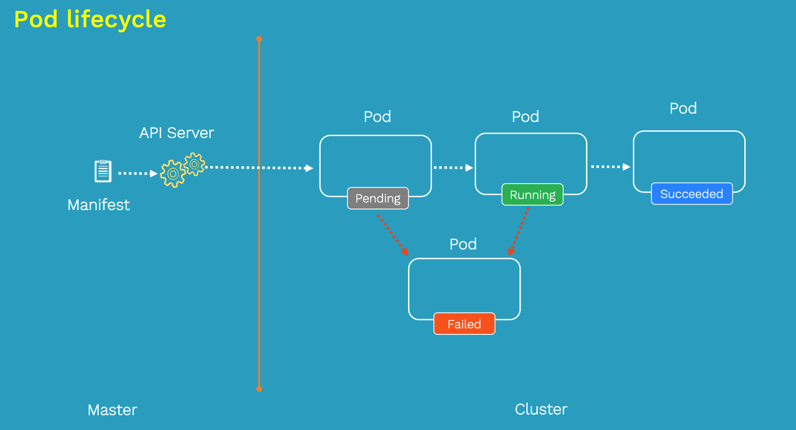 Pod lifecycle
API Server
Manifest
Pod
Pending
Pod
Running
Pod
Succeeded
Pod
Failed
Master
Cluster